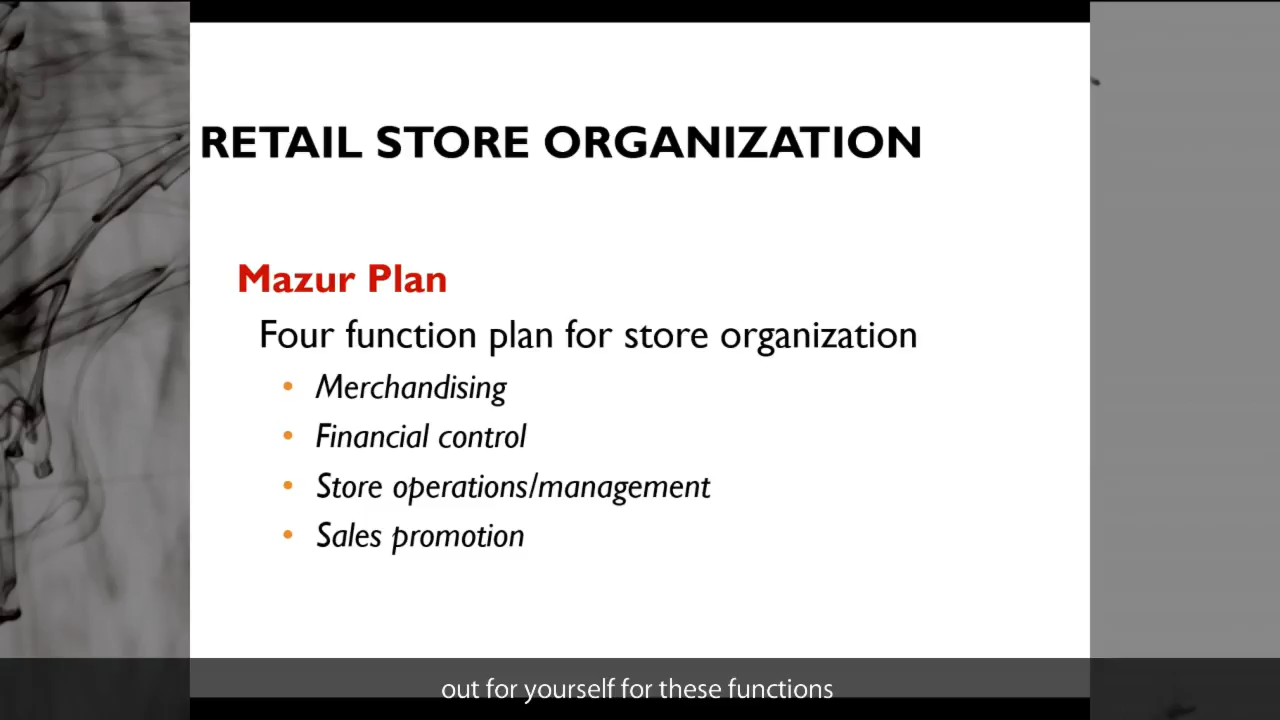 RETAIL STORE ORGANIZATION
Mazur Plan
Four function plan for store organization
• Merchandising
• Financial control
• Store operations/management
• Sales promotion
out for yourself for these functions